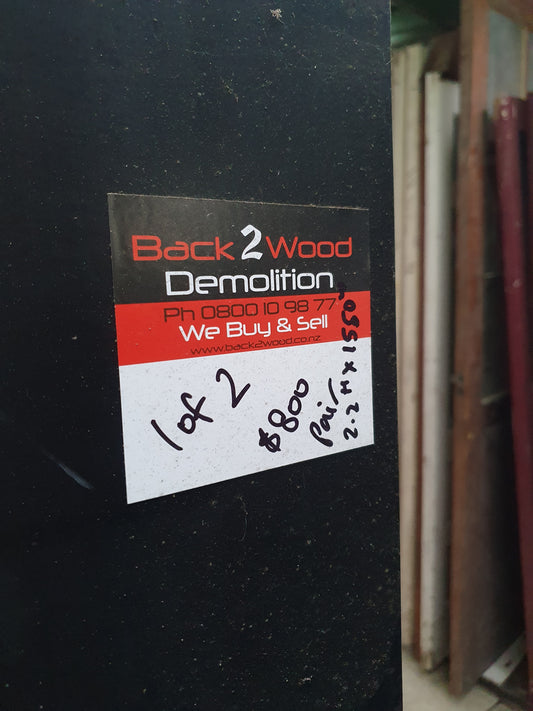 Back 2 Wood
Demolition
Ph 0800 10 98 77
We Buy & Sell
www.back2wood.co.nz
1 of 2
$800
pair
2.2 H x 1550